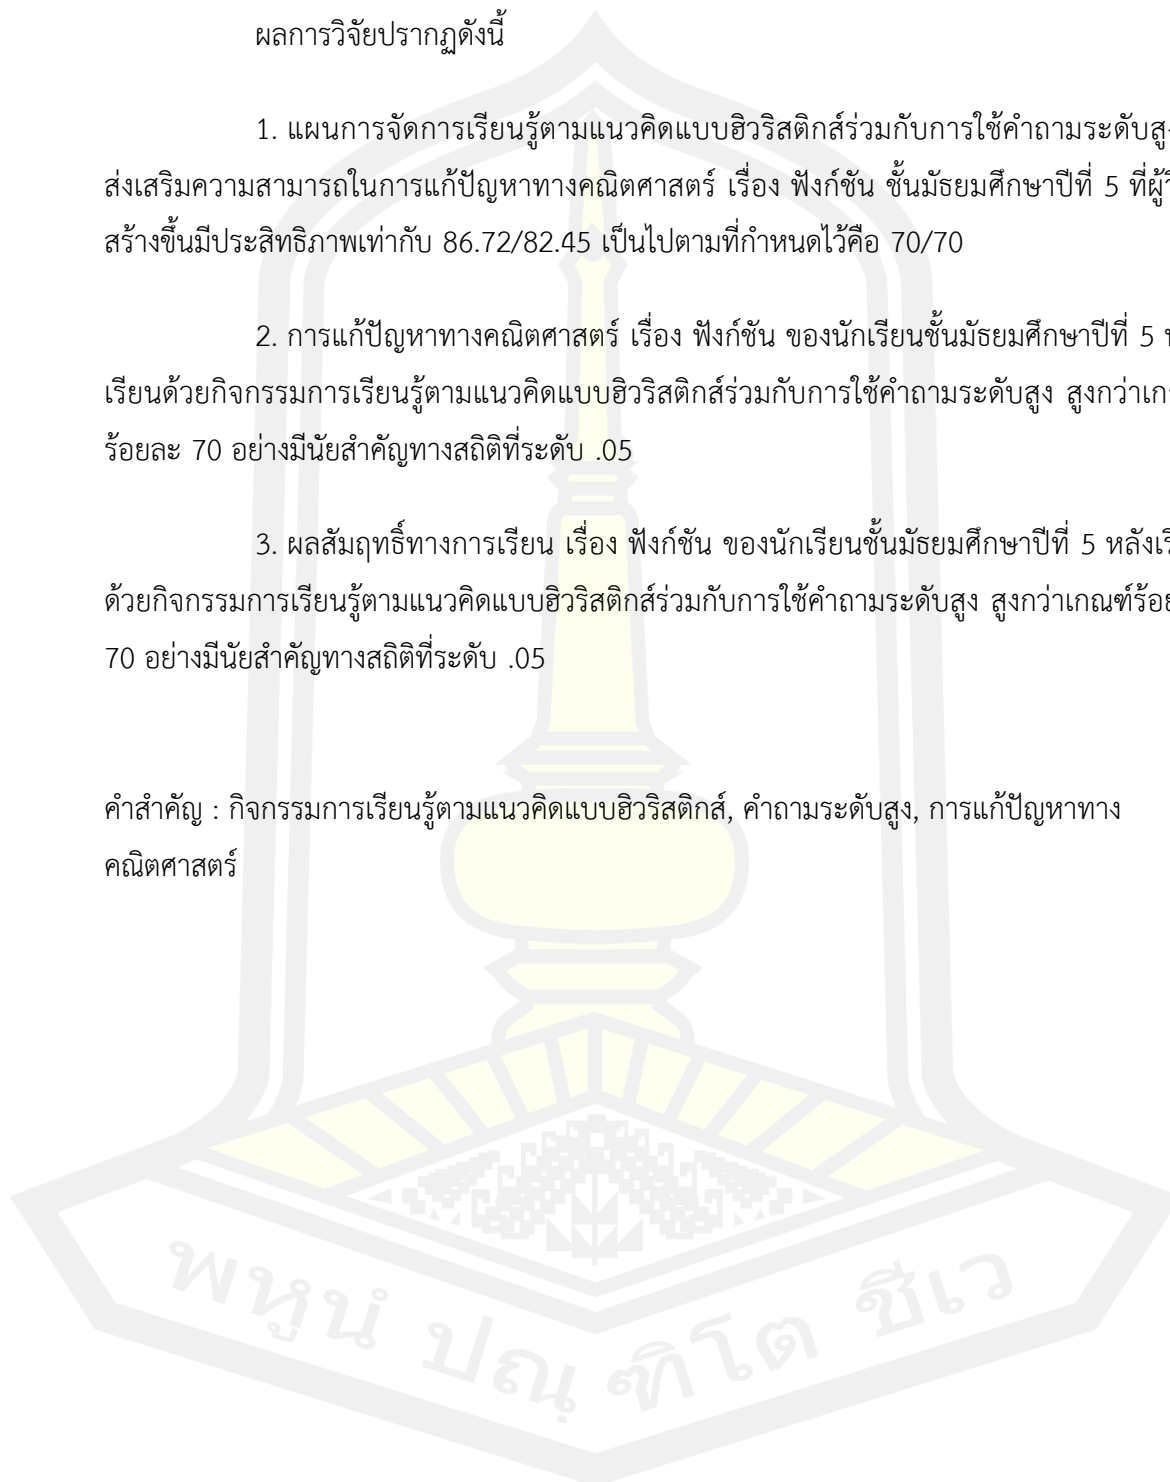 ผลการวิจัยปรากฏดังนี้
1. แผนการจัดการเรียนรู้ตามแนวคิดแบบฮิวริสติกส์ร่วมกับการใช้คำถามระดับสูง
ส่งเสริมความสามารถในการแก้ปัญหาทางคณิตศาสตร์ เรื่อง ฟังก์ชัน ชั้นมัธยมศึกษาปีที่ 5
สร้างขึ้นมีประสิทธิภาพเท่ากับ 86.72/82.45 เป็นไปตามที่กำหนดไว้คือ 70/70
2. การแก้ปัญหาทางคณิตศาสตร์ เรื่อง ฟังก์ชัน ของนักเรียนชั้นมัธยมศึกษาปีที่ 5
เรียนด้วยกิจกรรมการเรียนรู้ตามแนวคิดแบบฮิวริสติกส์ร่วมกับการใช้คำถามระดับสูง สูงกว่า
ร้อยละ 70 อย่างมีนัยสำคัญทางสถิติที่ระดับ .05
3. ผลสัมฤทธิ์ทางการเรียน เรื่อง ฟังก์ชัน ของนักเรียนชั้นมัธยมศึกษาปีที่ 5 หลัง
ด้วยกิจกรรมการเรียนรู้ตามแนวคิดแบบฮิวริสติกส์ร่วมกับการใช้คำถามระดับสูง สูงกว่าเกณฑ์
70 อย่างมีนัยสำคัญทางสถิติที่ระดับ .05
คำสำคัญ : กิจกรรมการเรียนรู้ตามแนวคิดแบบฮิวริสติกส์, คำถามระดับสูง, การแก้ปัญหาทาง
คณิตศาสตร์
พหูนํ ปณฺฑิโต ชีเว